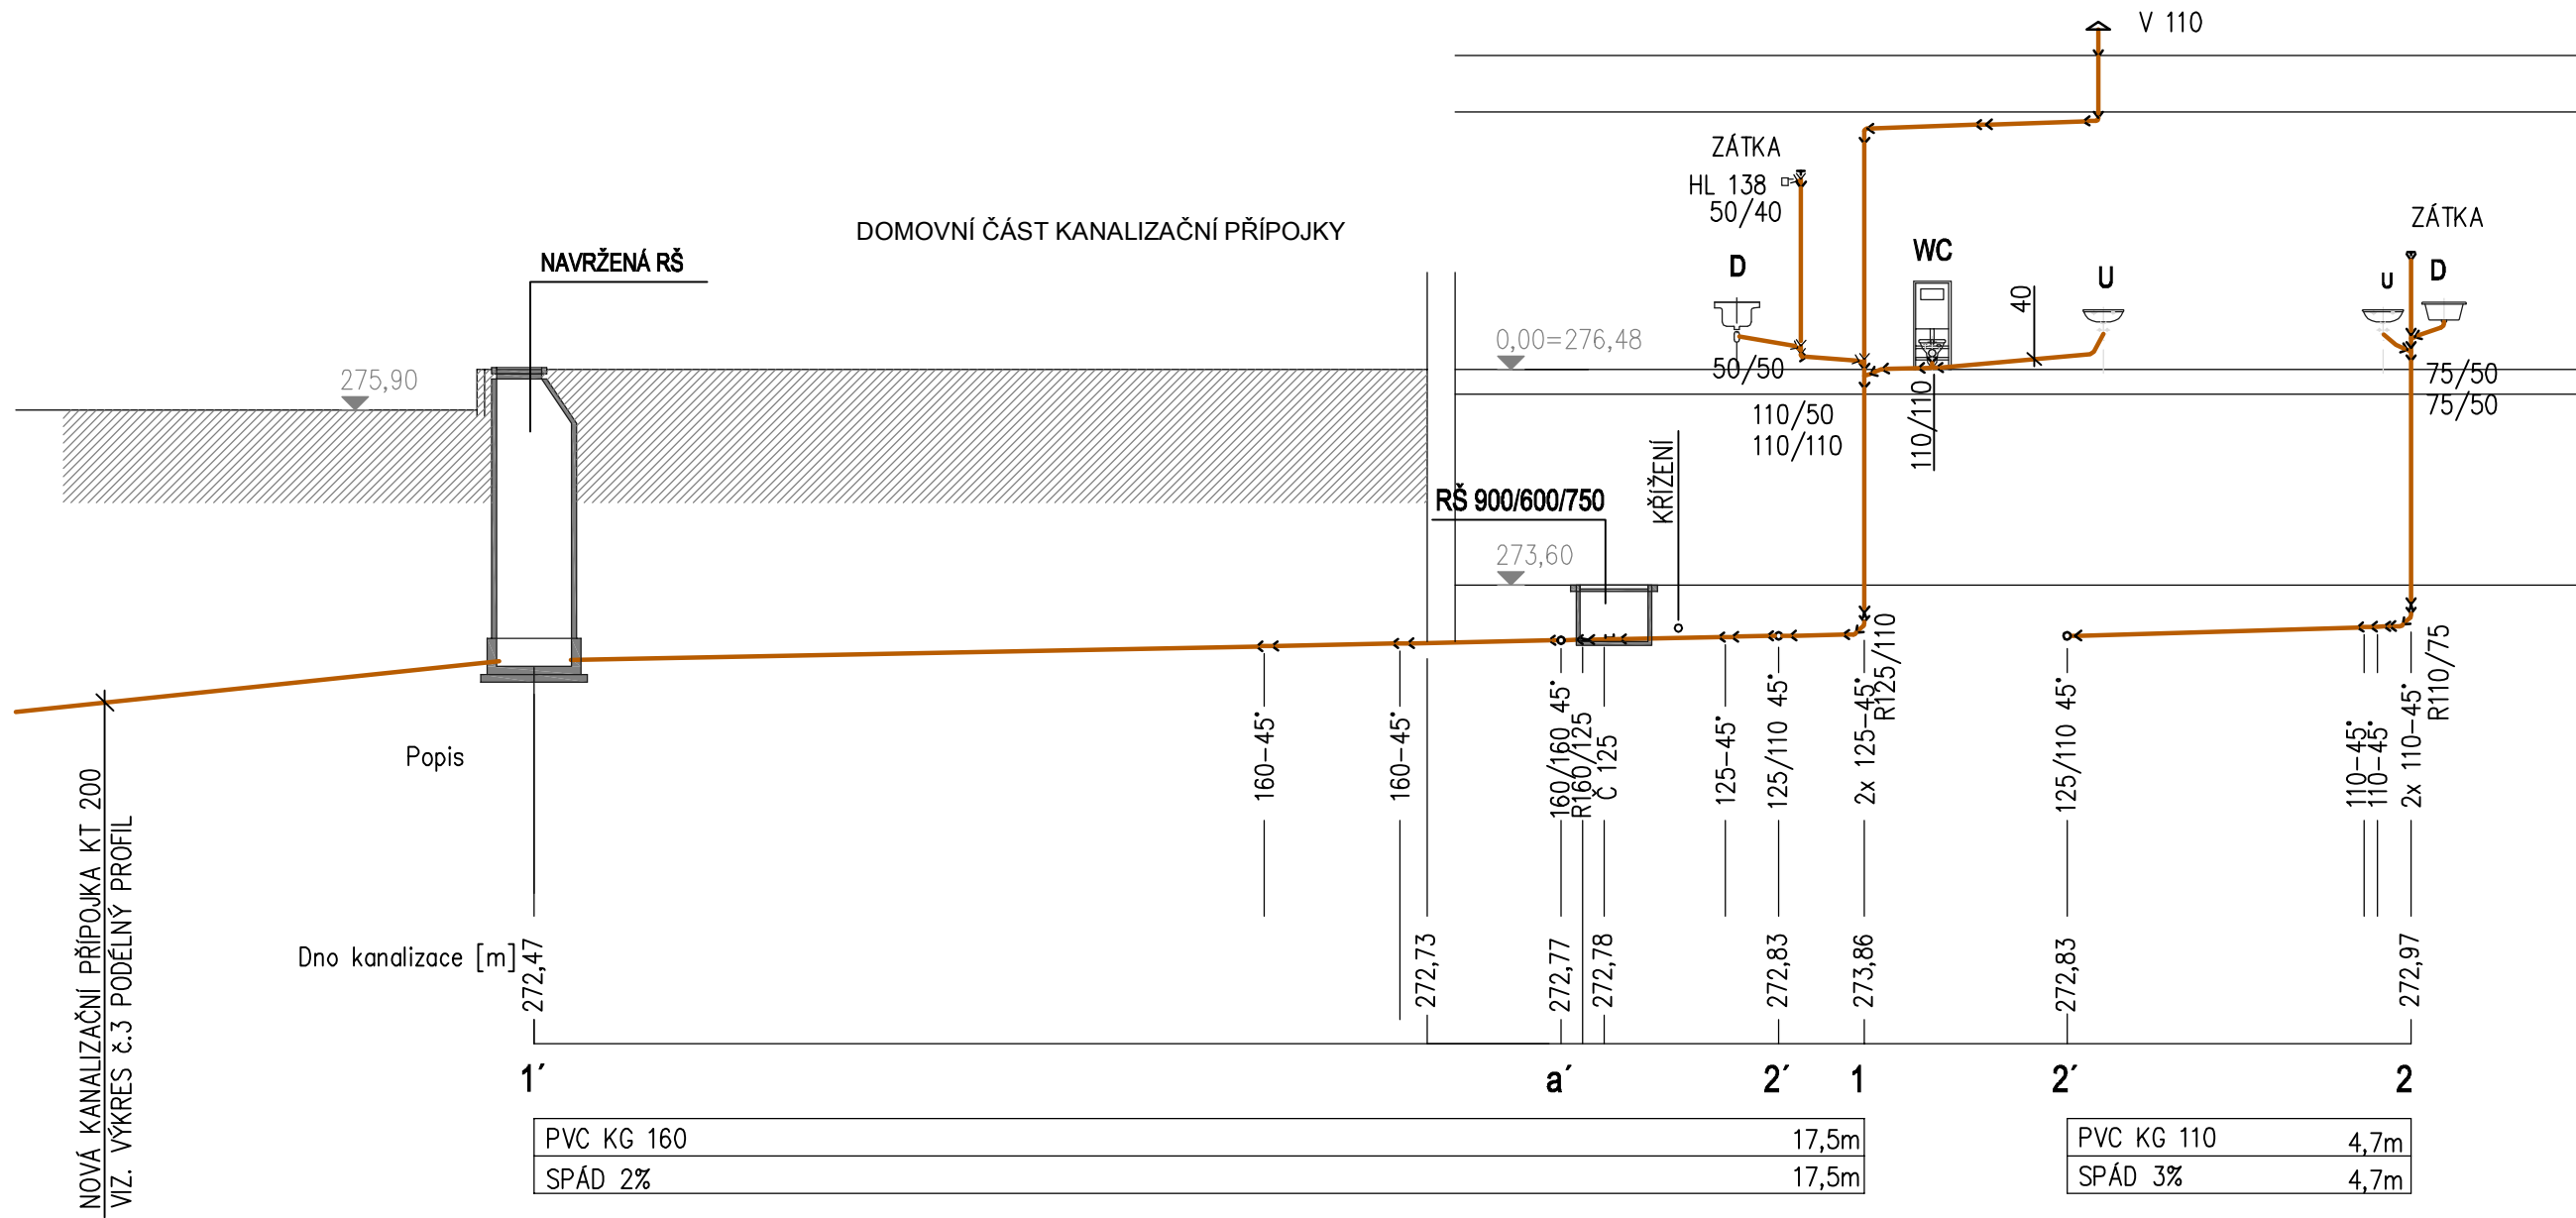 V 110
ZÁTKA
HL 138
50/40
DOMOVNÍ ČÁST KANALIZAČNÍ PŘÍPOJKY
ZÁTKA
NAVRŽENÁ RŠ
D
WC
U
U
D
40
0,00=276,48
275,90
50/50
75/50
75/50
110/50
110/110
110/110
KŘÍŽENÍ
RŠ 900/600/750
273,60
Popis
160-45°
160-45°
160/160 45°
R160/125
Č 125
125-45°
125/110 45°
2x 125-45°
R125/110
125/110 45°
110-45°
110-45°
2x 110-45°
R110/75
NOVÁ KANALIZAČNÍ PŘÍPOJKA KT 200
VIZ. VÝKRES č.3 PODÉLNÝ PROFIL
Dno kanalizace [m]
272,47
272,73
272,77
272,78
272,83
273,86
272,83
272,97
1´
a´
2´
1
2´
2
PVC KG 160 17,5m
SPÁD 2% 17,5m
PVC KG 110 4,7m
SPÁD 3% 4,7m